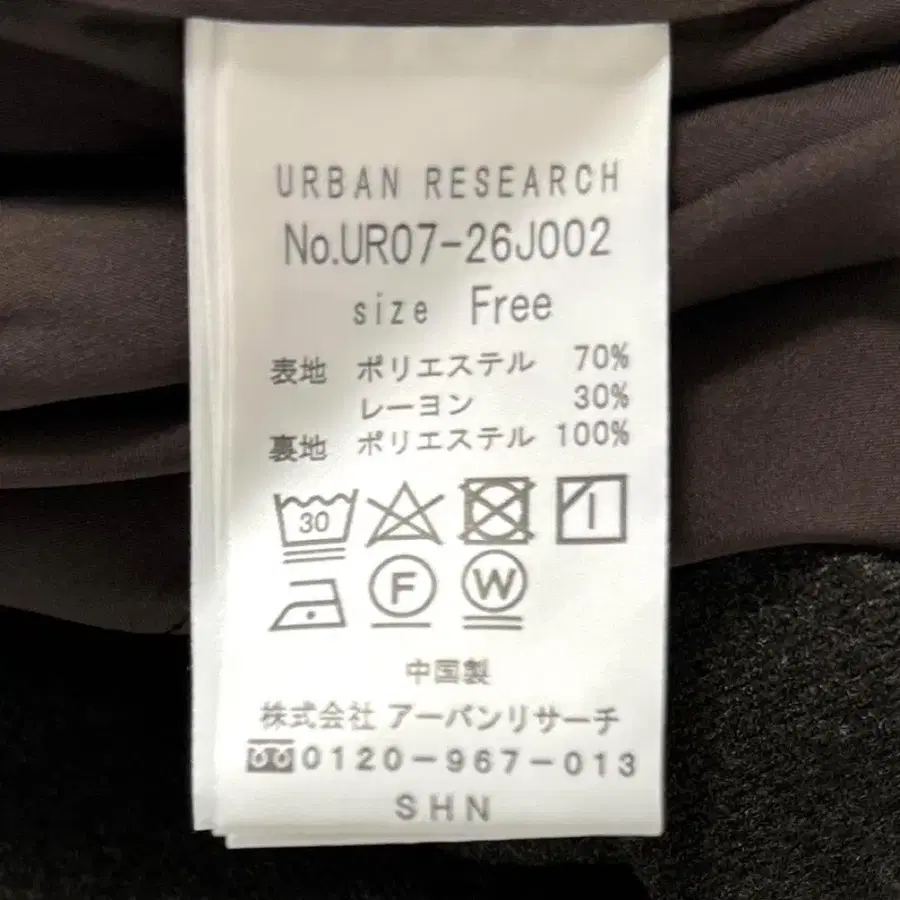 URBAN RESEARCH
No.UR07-26J002
size Free
表地 ポリエステル 70%
レーヨン 30%
裏地 ポリエステル 100%
30
F W
中国製
株式会社 アーバンリサーチ
0120-967-013
SHN